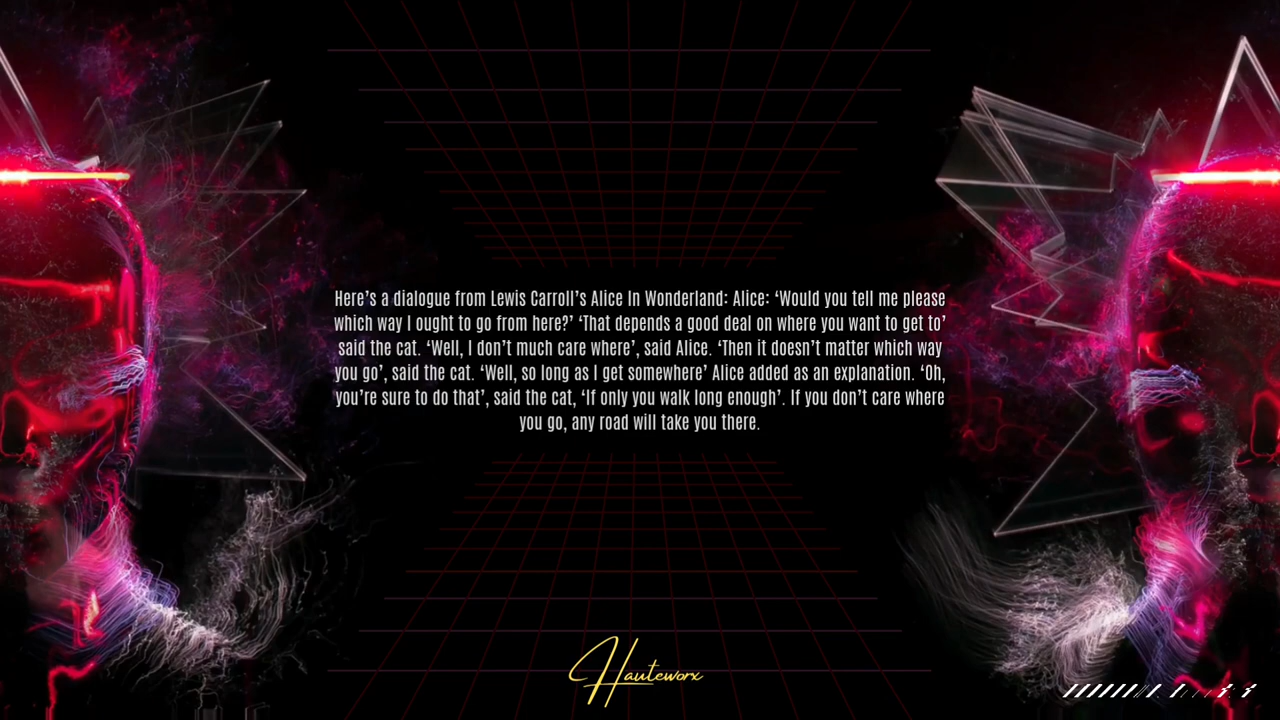 Here’s a dialogue from Lewis Carroll’s Alice In Wonderland: Alice: ‘Would you tell me please
which way I ought to go from here?’ ‘That depends a good deal on where you want to get to’
said the cat. ‘Well, I don’t much care where’, said Alice. ‘Then it doesn’t matter which way
you go’, said the cat. ‘Well, so long as I get somewhere’ Alice added as an explanation. ‘Oh,
you’re sure to do that’, said the cat, ‘If only you walk long enough’. If you don’t care where
you go, any road will take you there.
Hauteworx